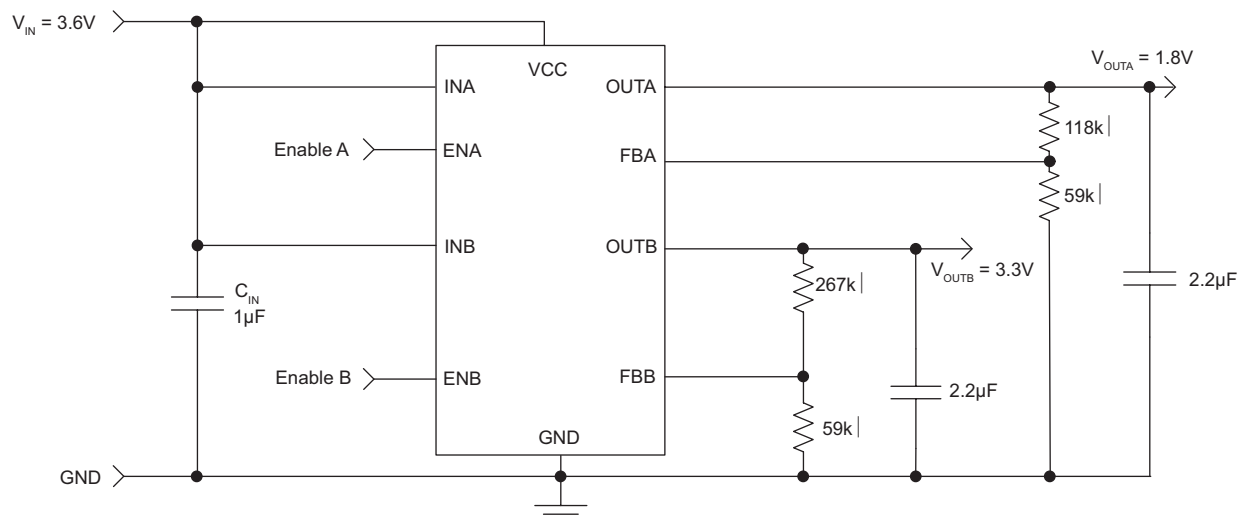 V_IN = 3.6V
VCC
INA
OUTA
V_OUTA = 1.8V
118k|
Enable A
ENA
FBA
59k|
INB
OUTB
V_OUTB = 3.3V
267k|
2.2µF
C_IN
1µF
Enable B
ENB
FBB
2.2µF
59k|
GND
GND